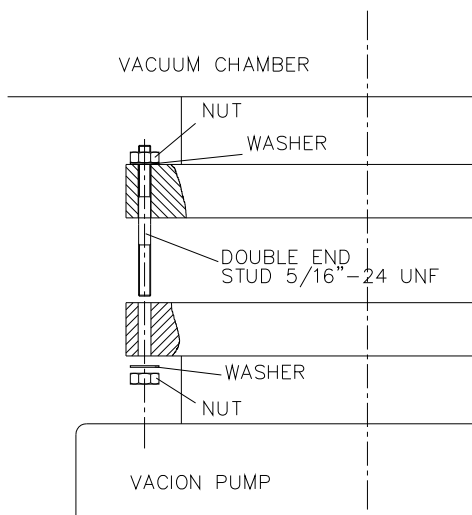 VACUUM CHAMBER
NUT
WASHER
DOUBLE END
STUD 5/16"-24 UNF
WASHER
NUT
VACION PUMP